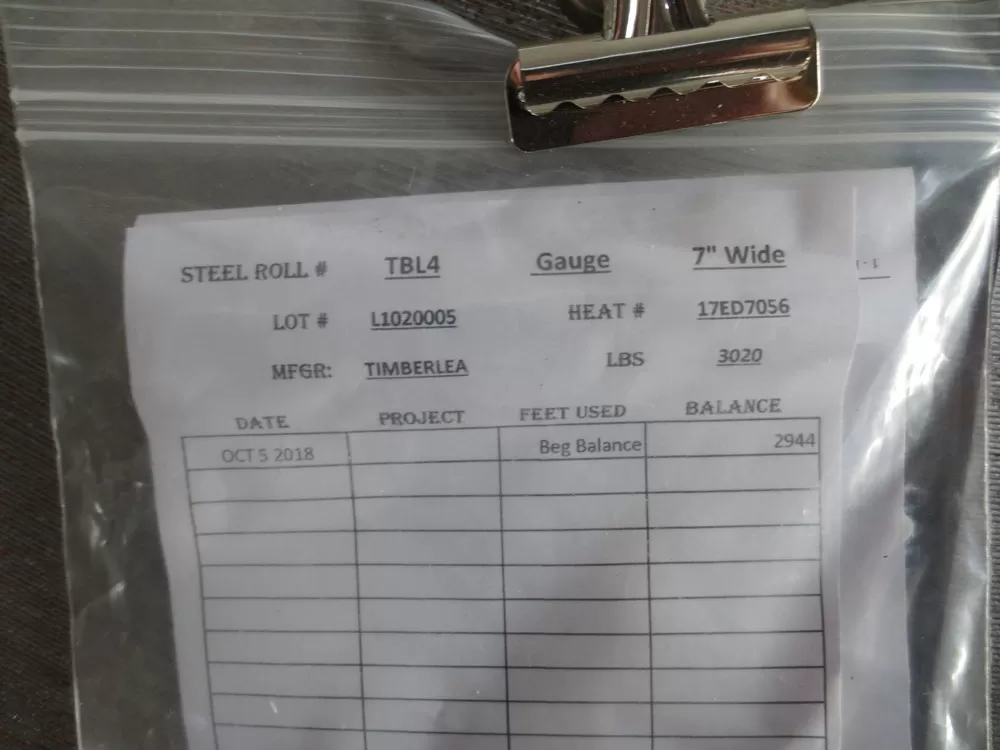 STEEL ROLL # TBL4 Gauge 7" Wide
LOT # L1020005 HEAT # 17ED7056
MFGR: TIMBERLEA LBS 3020
DATE PROJECT FEET USED BALANCE
OCT 5 2018 Beg Balance 2944